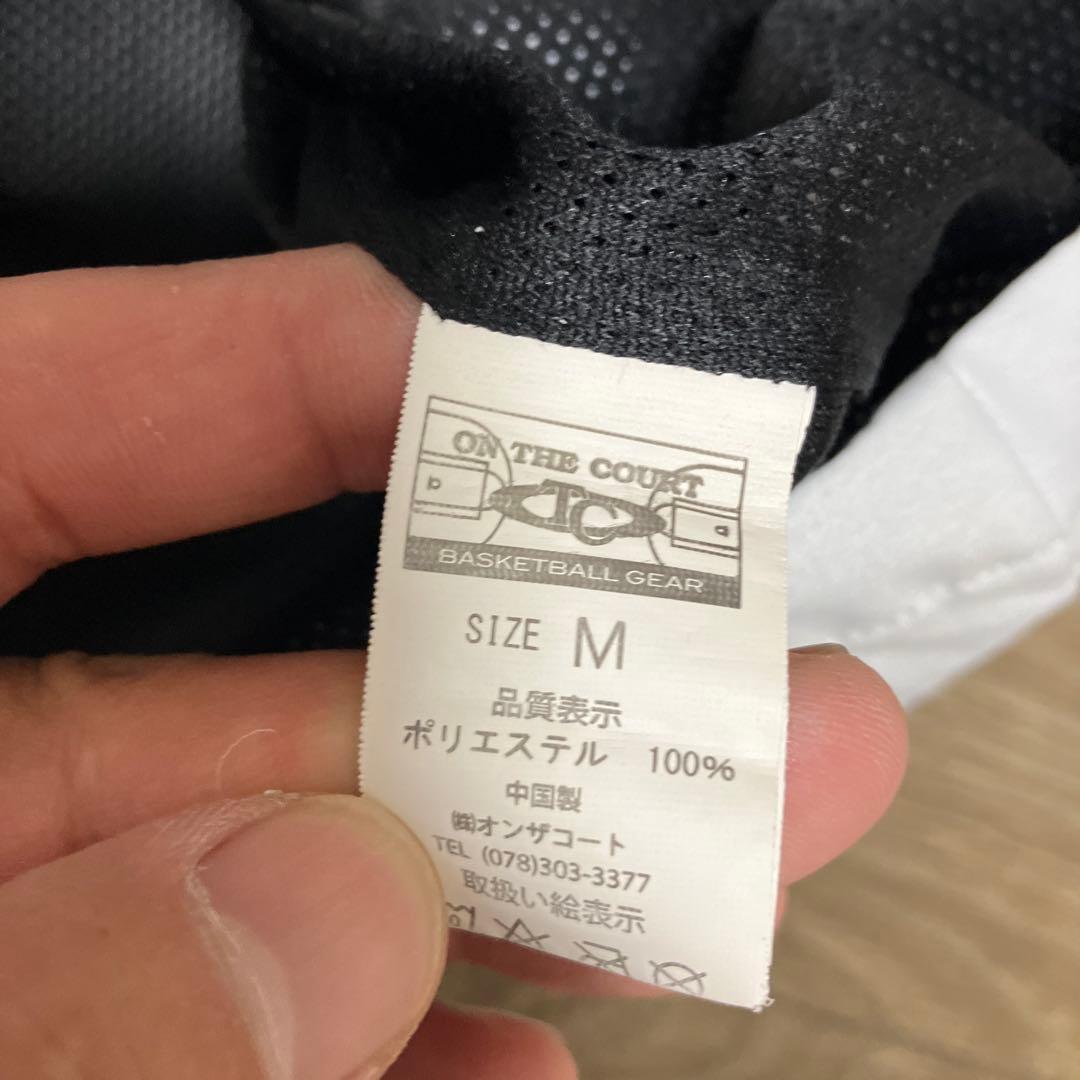 ON THE COURT
TC
BASKETBALL GEAR
SIZE M
品質表示
ポリエステル 100%
中国製
㈱オンザコート
TEL (078)303-3377
取扱い絵表示